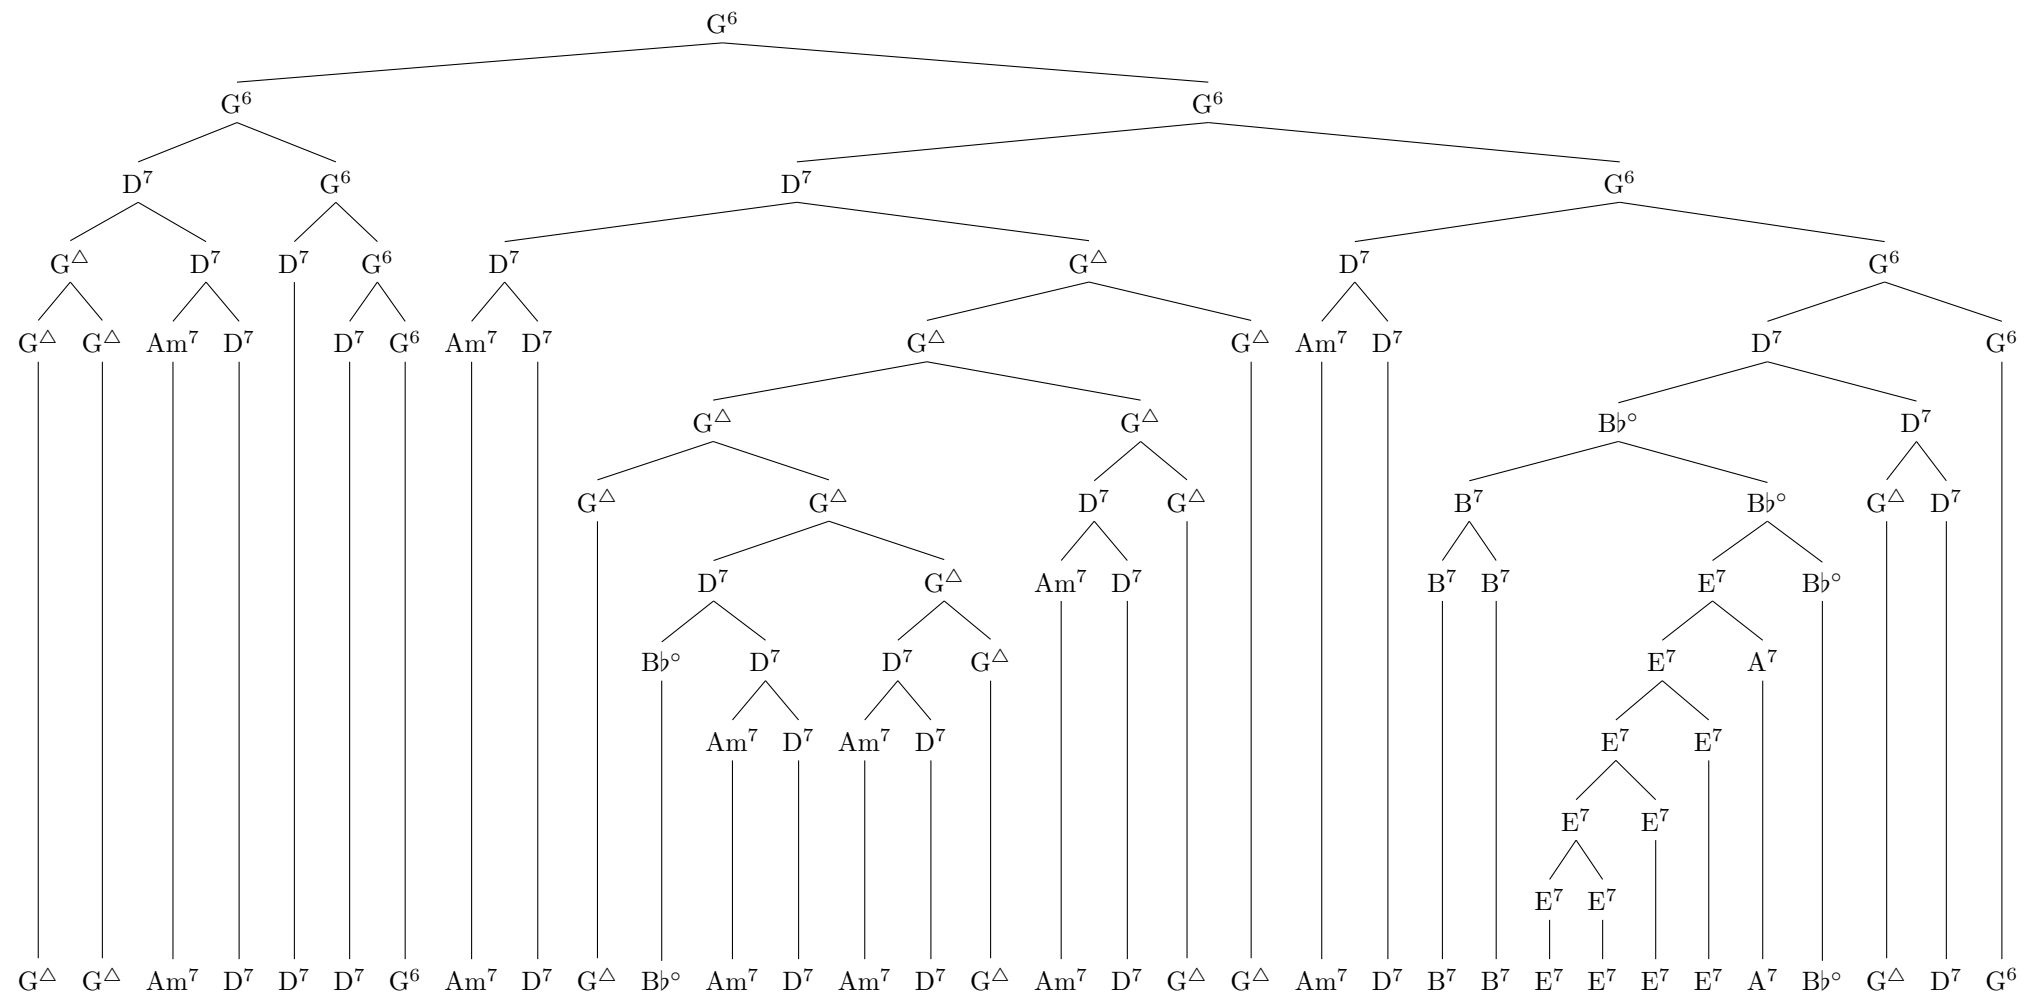 G⁶
G⁶ G⁶
D⁷ G⁶ D⁷ G⁶
G△ D⁷ D⁷ G⁶ D⁷ G△ D⁷ G⁶
G△ G△ Am⁷ D⁷ D⁷ G⁶ Am⁷ D⁷ G△ G△ Am⁷ D⁷ D⁷ G⁶
G△ G△ B♭° D⁷
G△ G△ D⁷ G△ B⁷ B♭° G△ D⁷
D⁷ G△ Am⁷ D⁷ B⁷ B⁷ E⁷ B♭°
B♭° D⁷ D⁷ G△ E⁷ A⁷
Am⁷ D⁷ Am⁷ D⁷ E⁷ E⁷
E⁷ E⁷
E⁷ E⁷
G△ G△ Am⁷ D⁷ D⁷ D⁷ G⁶ Am⁷ D⁷ G△ B♭° Am⁷ D⁷ Am⁷ D⁷ G△ Am⁷ D⁷ G△ G△ Am⁷ D⁷ B⁷ B⁷ E⁷ E⁷ E⁷ E⁷ A⁷ B♭° G△ D⁷ G⁶